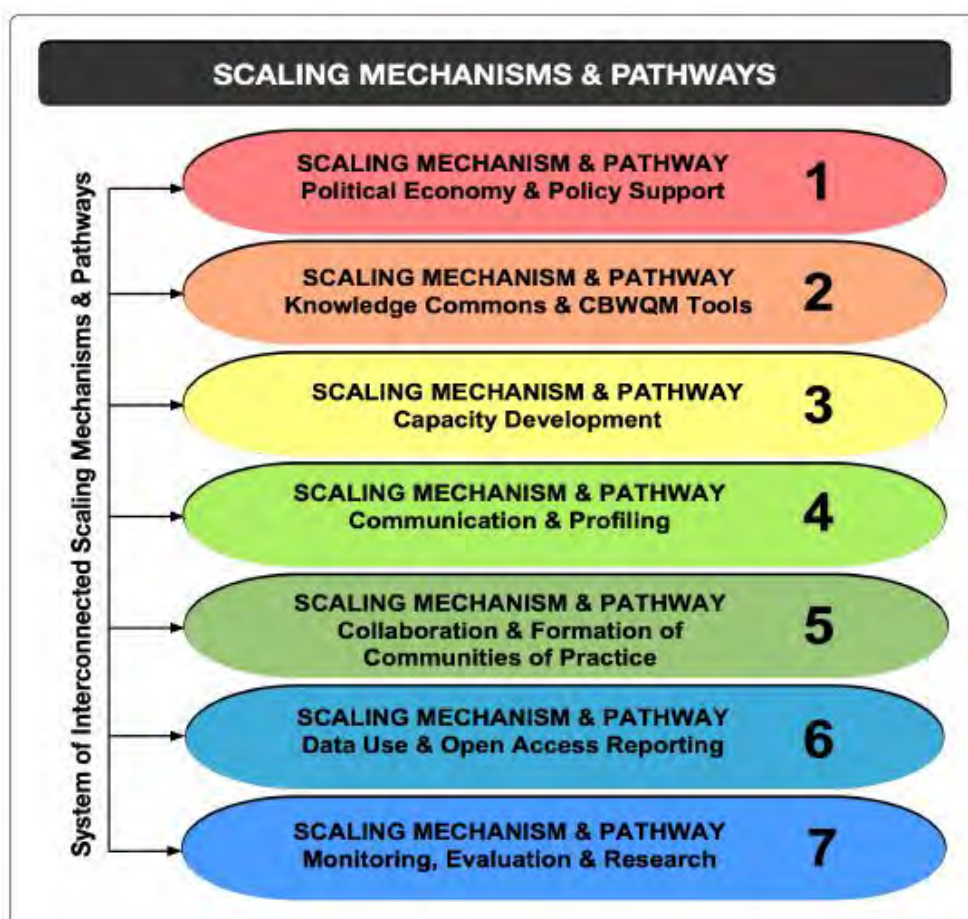 SCALING MECHANISMS & PATHWAYS
System of Interconnected Scaling Mechanisms & Pathways
SCALING MECHANISM & PATHWAY
Political Economy & Policy Support
1
SCALING MECHANISM & PATHWAY
Knowledge Commons & CBWQM Tools
2
SCALING MECHANISM & PATHWAY
Capacity Development
3
SCALING MECHANISM & PATHWAY
Communication & Profiling
4
SCALING MECHANISM & PATHWAY
Collaboration & Formation of
Communities of Practice
5
SCALING MECHANISM & PATHWAY
Data Use & Open Access Reporting
6
SCALING MECHANISM & PATHWAY
Monitoring, Evaluation & Research
7